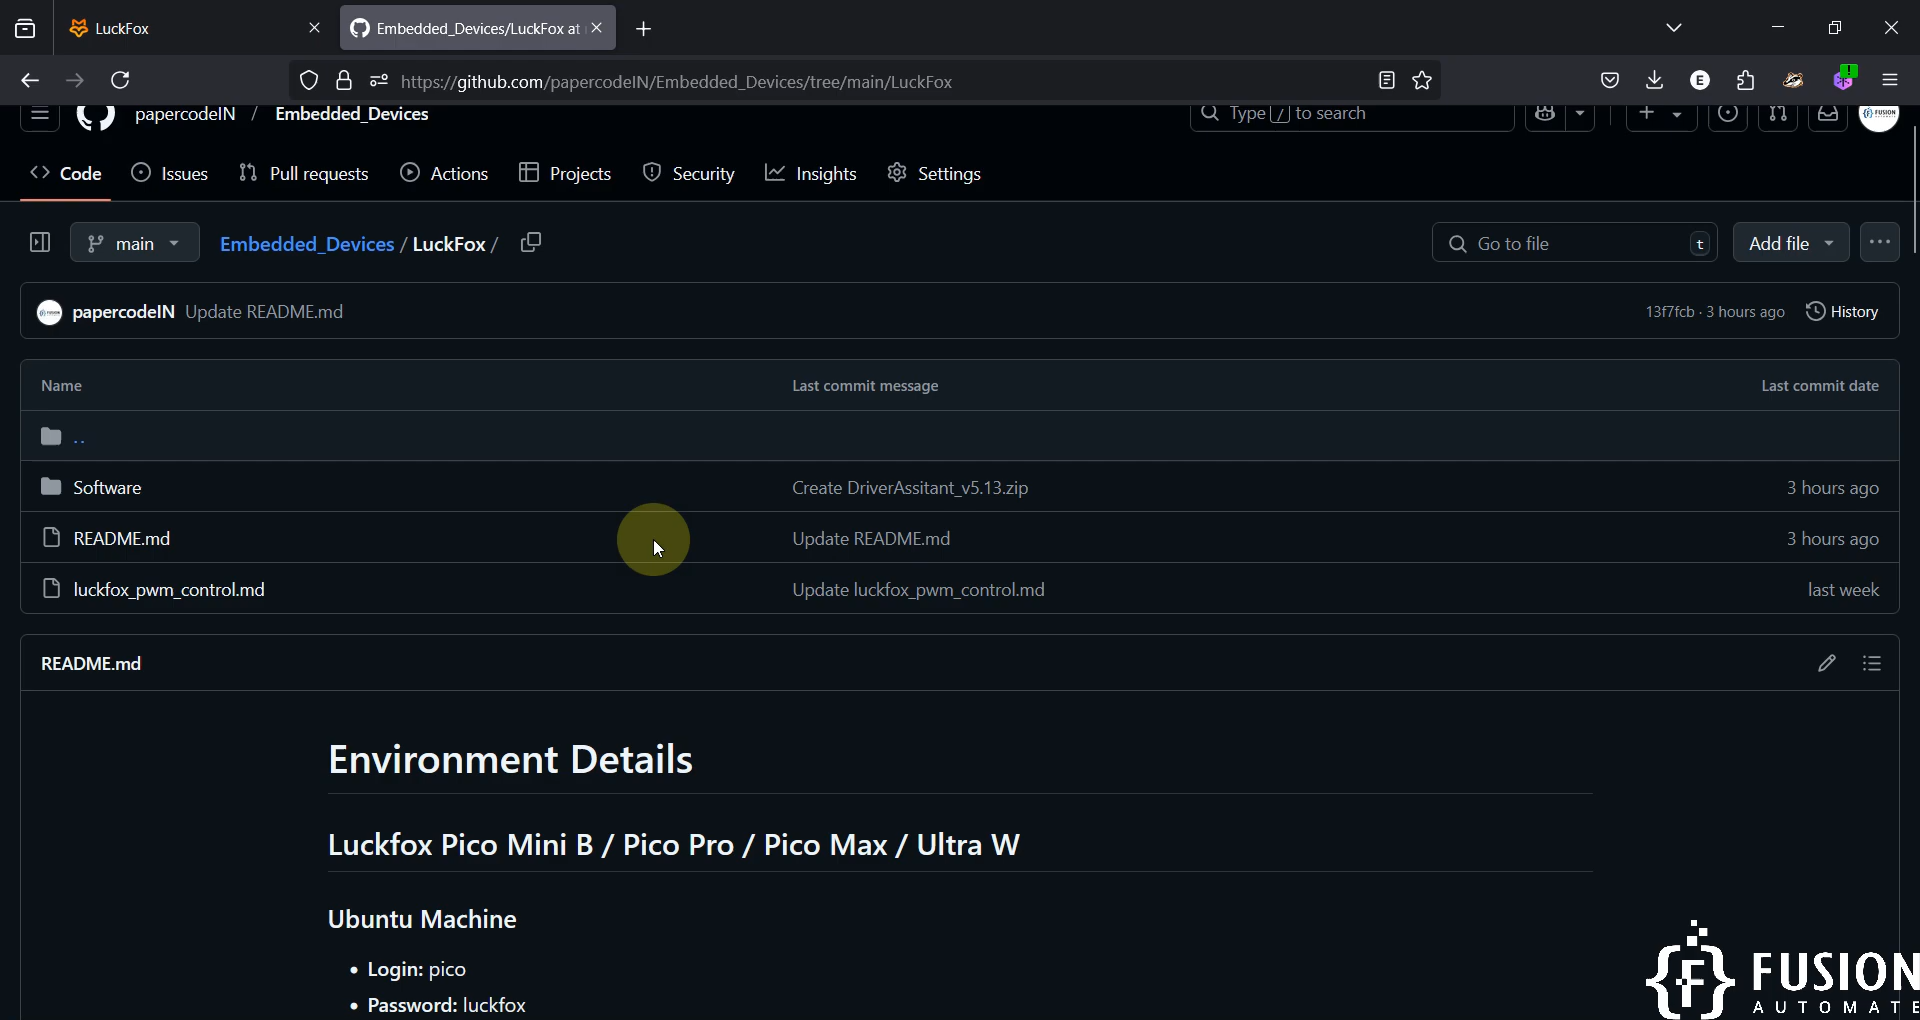 LuckFox
Embedded_Devices/LuckFox at
https://github.com/papercodeIN/Embedded_Devices/tree/main/LuckFox
E
papercodeIN / Embedded_Devices
Type / to search
Code Issues Pull requests Actions Projects Security Insights Settings
main Embedded_Devices / LuckFox /
Go to file t Add file
papercodeIN Update README.md 13f7fcb · 3 hours ago History
Name Last commit message Last commit date
..
Software Create DriverAssitant_v5.13.zip 3 hours ago
README.md Update README.md 3 hours ago
luckfox_pwm_control.md Update luckfox_pwm_control.md last week
README.md
Environment Details
Luckfox Pico Mini B / Pico Pro / Pico Max / Ultra W
Ubuntu Machine
• Login: pico
• Password: luckfox
{F} FUSION
AUTOMATE